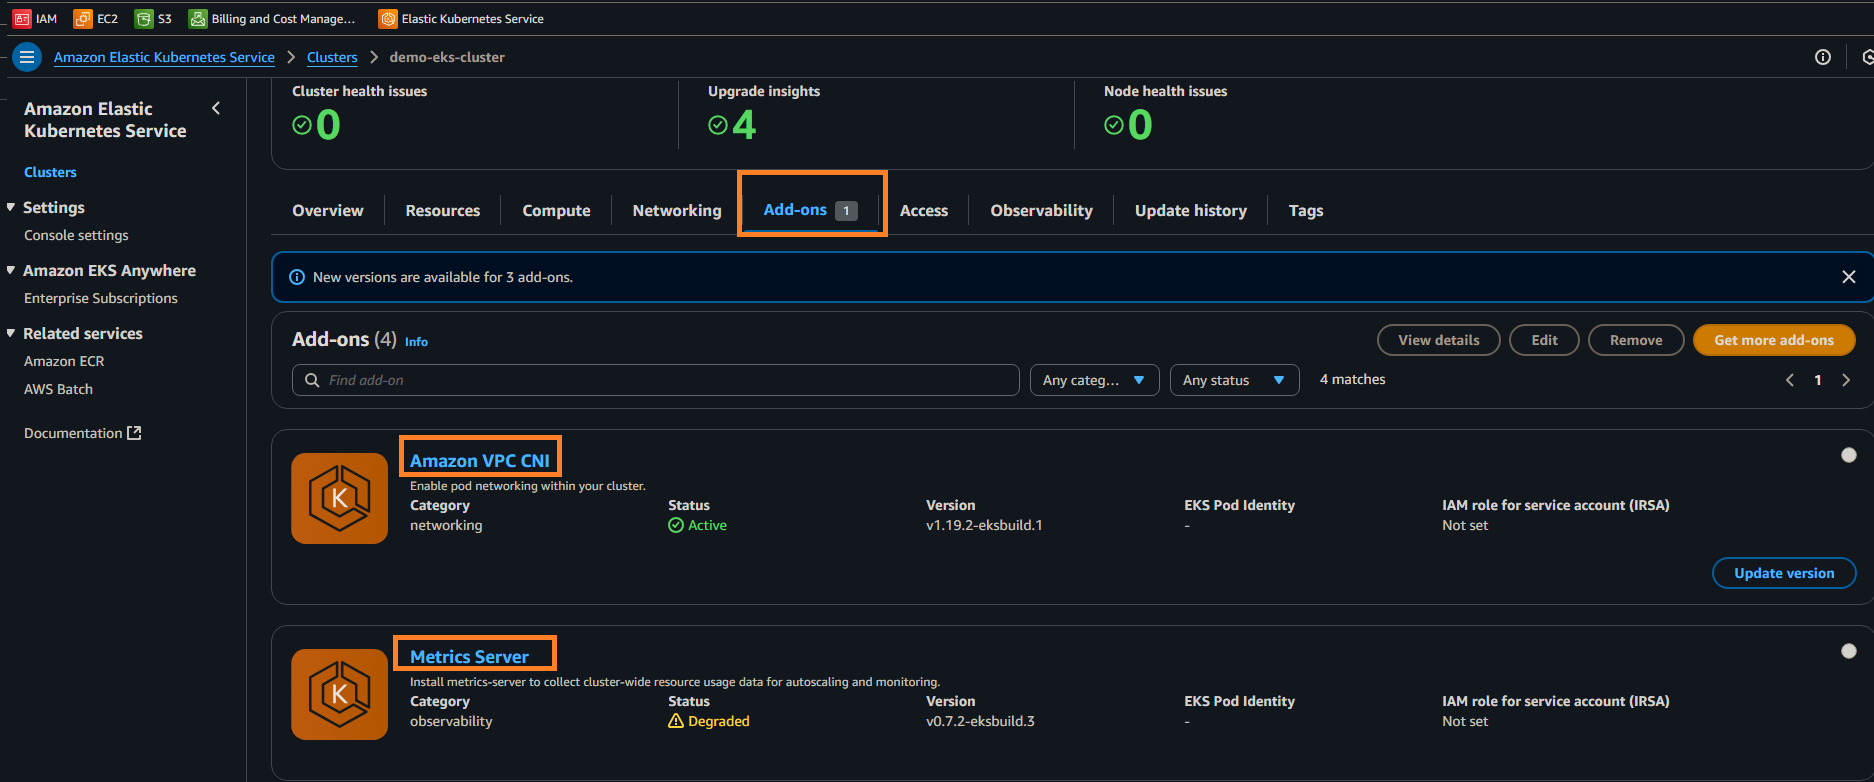 IAM EC2 S3 Billing and Cost Manage... Elastic Kubernetes Service
Amazon Elastic Kubernetes Service Clusters demo-eks-cluster
Amazon Elastic
Kubernetes Service
Clusters
Settings
Console settings
Amazon EKS Anywhere
Enterprise Subscriptions
Related services
Amazon ECR
AWS Batch
Documentation
Cluster health issues Upgrade insights Node health issues
0 4 0
Overview Resources Compute Networking Add-ons 1 Access Observability Update history Tags
New versions are available for 3 add-ons.
Add-ons (4) Info View details Edit Remove Get more add-ons
Find add-on Any categ... Any status 4 matches 1
K
Amazon VPC CNI
Enable pod networking within your cluster.
Category Status Version EKS Pod Identity IAM role for service account (IRSA)
networking Active v1.19.2-eksbuild.1 - Not set
Update version
K
Metrics Server
Install metrics-server to collect cluster-wide resource usage data for autoscaling and monitoring.
Category Status Version EKS Pod Identity IAM role for service account (IRSA)
observability Degraded v0.7.2-eksbuild.3 - Not set